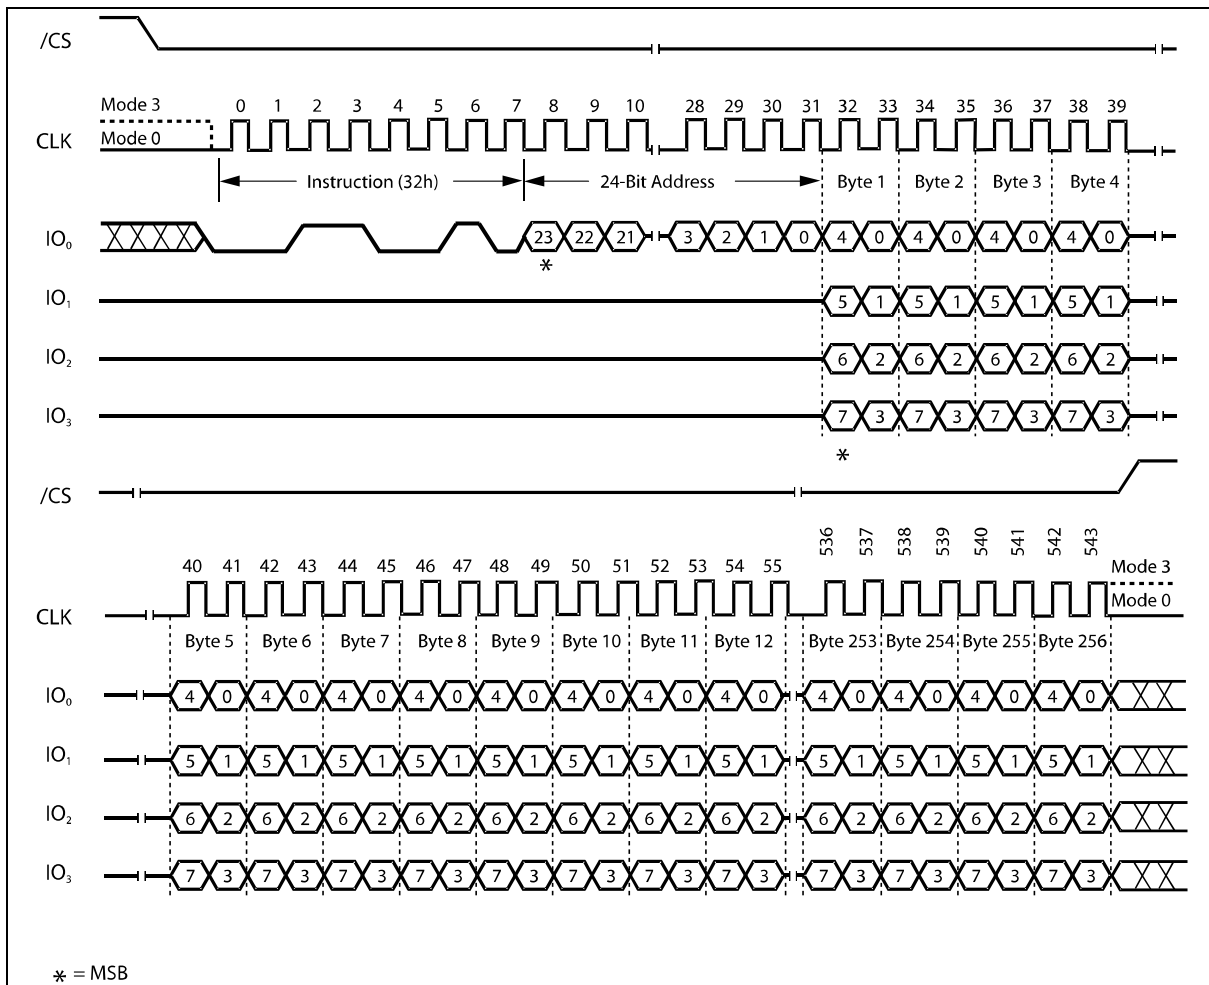 /CS
Mode 3
0 1 2 3 4 5 6 7 8 9 10 28 29 30 31 32 33 34 35 36 37 38 39
CLK
Mode 0
Instruction (32h) 24-Bit Address Byte 1 Byte 2 Byte 3 Byte 4
IO₀ 23 22 21 3 2 1 0 4 0 4 0 4 0 4 0
*
IO₁ 5 1 5 1 5 1 5 1
IO₂ 6 2 6 2 6 2 6 2
IO₃ 7 3 7 3 7 3 7 3
*
/CS
536 537 538 539 540 541 542 543
40 41 42 43 44 45 46 47 48 49 50 51 52 53 54 55 Mode 3
CLK Mode 0
Byte 5 Byte 6 Byte 7 Byte 8 Byte 9 Byte 10 Byte 11 Byte 12 Byte 253 Byte 254 Byte 255 Byte 256
IO₀ 4 0 4 0 4 0 4 0 4 0 4 0 4 0 4 0 4 0 4 0 4 0 4 0
IO₁ 5 1 5 1 5 1 5 1 5 1 5 1 5 1 5 1 5 1 5 1 5 1 5 1
IO₂ 6 2 6 2 6 2 6 2 6 2 6 2 6 2 6 2 6 2 6 2 6 2 6 2
IO₃ 7 3 7 3 7 3 7 3 7 3 7 3 7 3 7 3 7 3 7 3 7 3 7 3
* = MSB